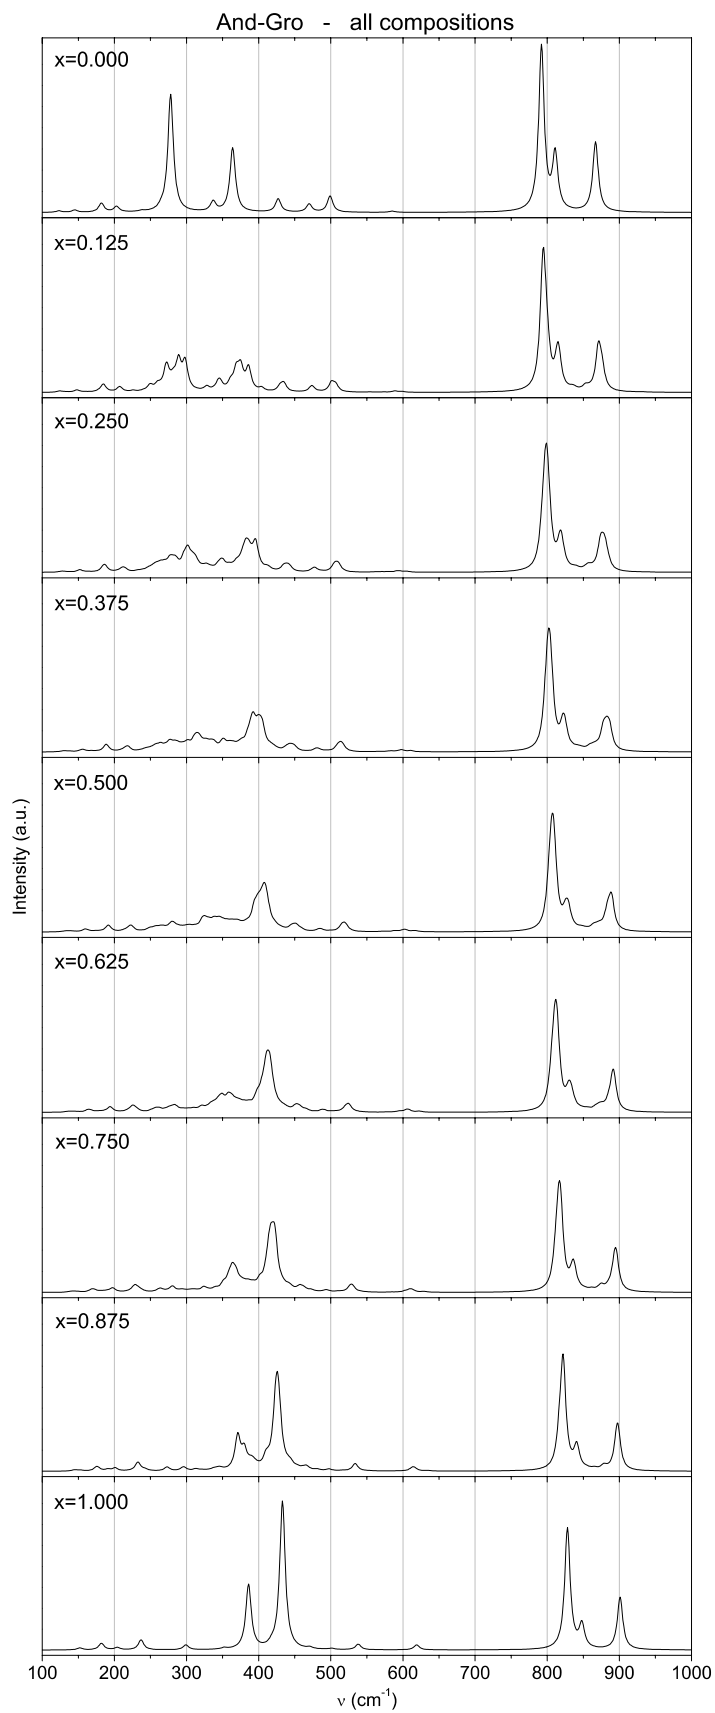 And-Gro - all compositions
x=0.000
x=0.125
x=0.250
x=0.375
x=0.500
x=0.625
x=0.750
x=0.875
x=1.000
Intensity (a.u.)
100 200 300 400 500 600 700 800 900 1000
ν (cm⁻¹)